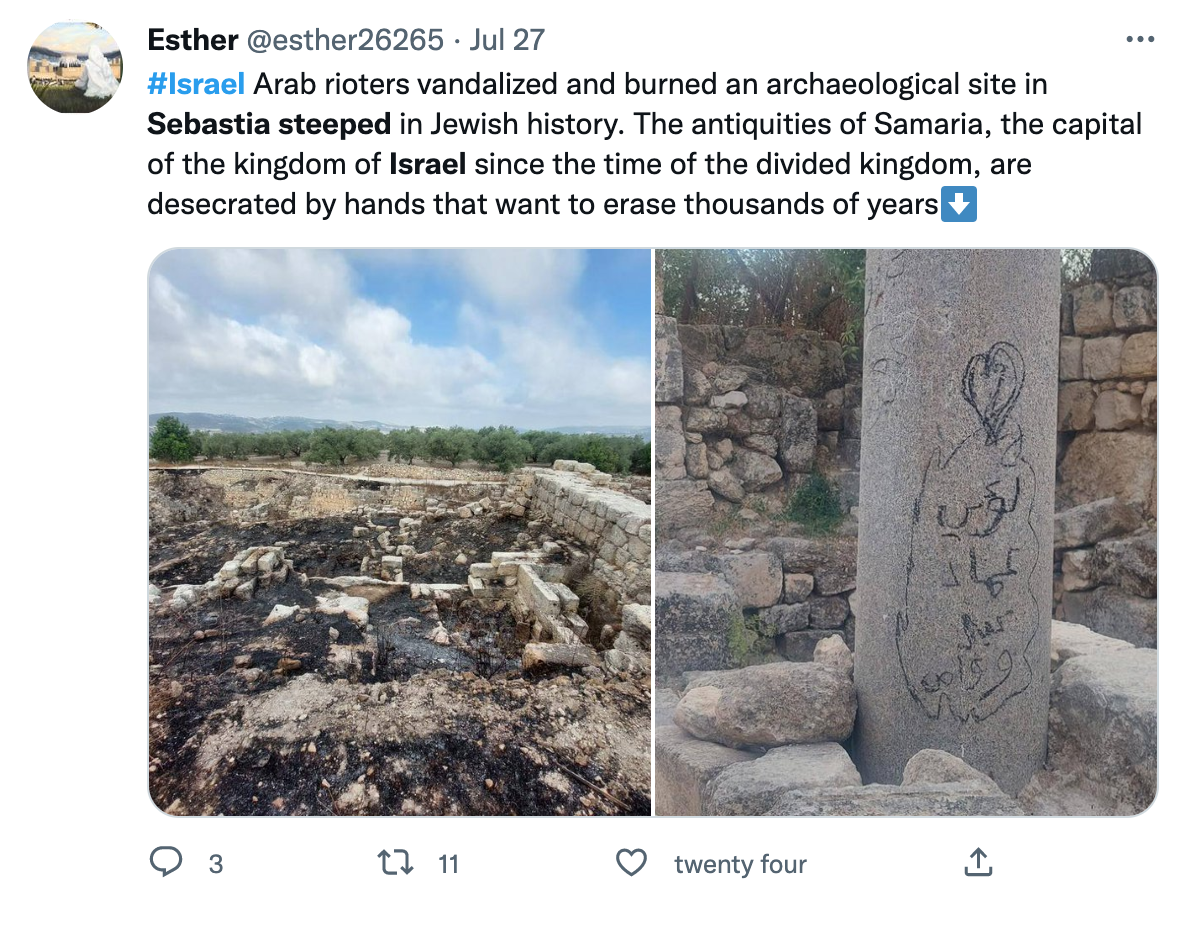 Esther @esther26265 · Jul 27
#Israel Arab rioters vandalized and burned an archaeological site in
Sebastia steeped in Jewish history. The antiquities of Samaria, the capital
of the kingdom of Israel since the time of the divided kingdom, are
desecrated by hands that want to erase thousands of years⬇️
3 11 twenty four